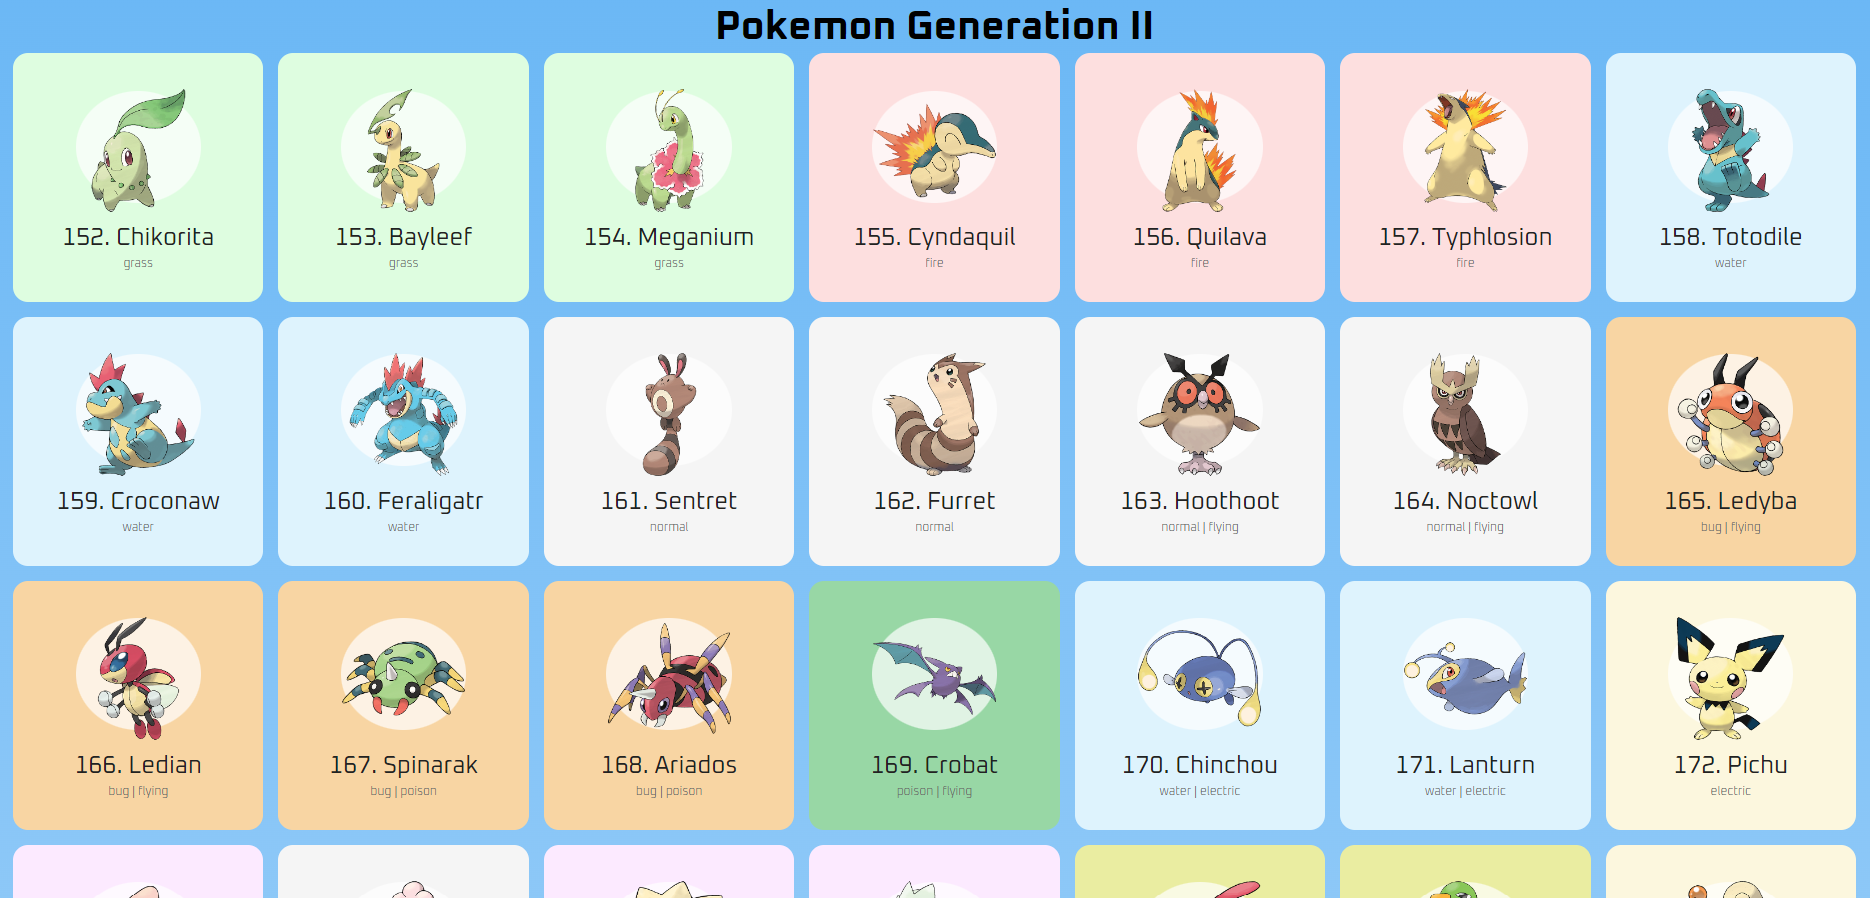 Pokemon Generation II
152. Chikorita
grass
153. Bayleef
grass
154. Meganium
grass
155. Cyndaquil
fire
156. Quilava
fire
157. Typhlosion
fire
158. Totodile
water
159. Croconaw
water
160. Feraligatr
water
161. Sentret
normal
162. Furret
normal
163. Hoothoot
normal | flying
164. Noctowl
normal | flying
165. Ledyba
bug | flying
166. Ledian
bug | flying
167. Spinarak
bug | poison
168. Ariados
bug | poison
169. Crobat
poison | flying
170. Chinchou
water | electric
171. Lanturn
water | electric
172. Pichu
electric